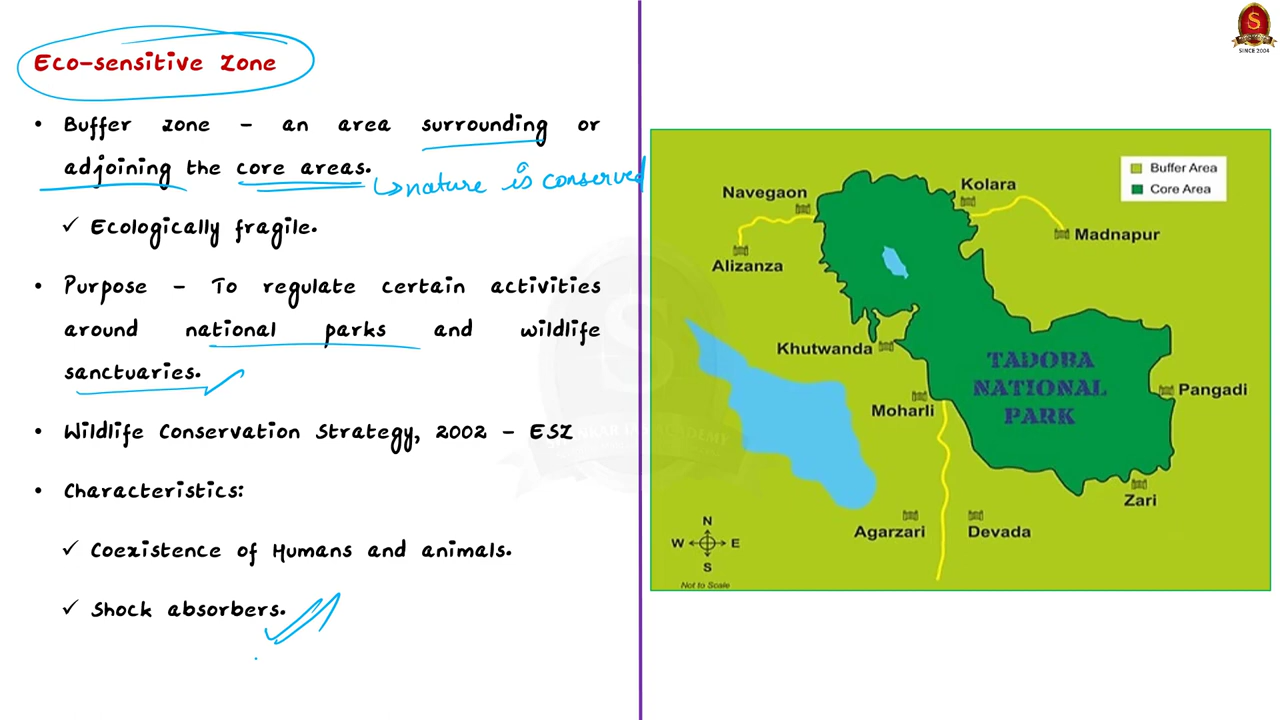 Eco-sensitive Zone
• Buffer zone – an area surrounding or
adjoining the core areas.
↳ nature is conserved
✓ Ecologically fragile.
• Purpose – To regulate certain activities
around national parks and wildlife
sanctuaries.
• Wildlife Conservation Strategy, 2002 – ESZ
• Characteristics:
✓ Coexistence of Humans and animals.
✓ Shock absorbers.
S
SINCE 2004
Buffer Area
Core Area
Navegaon
Kolara
Madnapur
Alizanza
Khutwanda
TADOBA
NATIONAL
PARK
Pangadi
Moharli
Zari
Agarzari
Devada
N
W E
S
Not to Scale